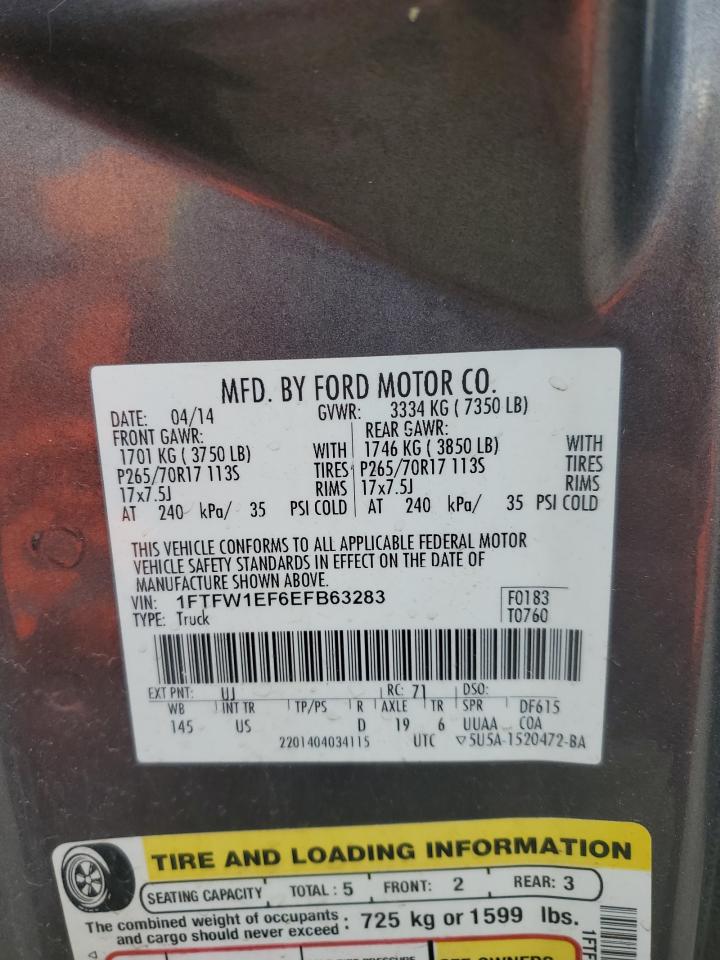 MFD. BY FORD MOTOR CO.
DATE: 04/14 GVWR: 3334 KG ( 7350 LB)
FRONT GAWR: REAR GAWR:
1701 KG ( 3750 LB) WITH 1746 KG ( 3850 LB) WITH
P265/70R17 113S TIRES P265/70R17 113S TIRES
17x7.5J RIMS 17x7.5J RIMS
AT 240 kPa/ 35 PSI COLD AT 240 kPa/ 35 PSI COLD
THIS VEHICLE CONFORMS TO ALL APPLICABLE FEDERAL MOTOR
VEHICLE SAFETY STANDARDS IN EFFECT ON THE DATE OF
MANUFACTURE SHOWN ABOVE.
VIN: 1FTFW1EF6EFB63283 F0183
TYPE: Truck T0760
EXT PNT: UJ RC: 71 DSO:
WB INT TR TP/PS R AXLE TR SPR DF615
145 US D 19 6 UUAA COA
2201404034115 UTC ▽5U5A-1520472-BA
TIRE AND LOADING INFORMATION
SEATING CAPACITY TOTAL : 5 FRONT: 2 REAR: 3
The combined weight of occupants
and cargo should never exceed : 725 kg or 1599 lbs.